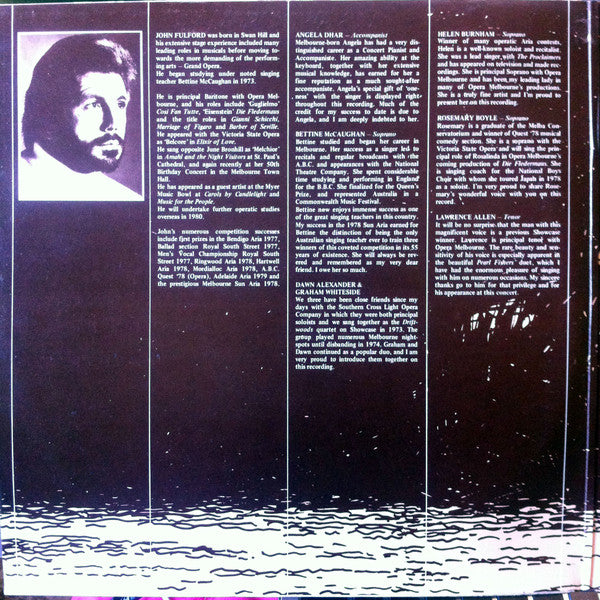 JOHN FULFORD was born in Swan Hill and
his extensive stage experience included many
leading roles in musicals before moving to-
wards the more demanding of the perform-
ing arts — Grand Opera.
He began studying under noted singing
teacher Bettine McCaughan in 1973.
He is principal Baritone with Opera Mel-
bourne, and his roles include 'Guglielmo'
Cosi Fan Tutte, 'Eisenstein' Die Fledermaus
and the title roles in Gianni Schicchi,
Marriage of Figaro and Barber of Seville.
He appeared with the Victoria State Opera
as 'Belcore' in Elixir of Love.
He sang opposite June Bronhill as 'Melchior'
in Amahl and the Night Visitors at St. Paul's
Cathedral, and again recently at her 50th
Birthday Concert in the Melbourne Town
Hall.
He has appeared as a guest artist at the Myer
Music Bowl at Carols by Candlelight and
Music for the People.
He will undertake further operatic studies
overseas in 1980.
John's numerous competition successes
include first prizes in the Bendigo Aria 1977,
Ballad section Royal South Street 1977,
Men's Vocal Championship Royal South
Street 1977, Ringwood Aria 1978, Hartwell
Aria 1978, Mordialloc Aria 1978, A.B.C.
Quest '78 (Opera), Adelaide Aria 1979 and
the prestigious Melbourne Sun Aria 1978.
ANGELA DHAR — Accompanist
Melbourne-born Angela has had a very dis-
tinguished career as a Concert Pianist and
Accompaniste. Her amazing ability at the
keyboard, together with her extensive
musical knowledge, has earned for her a
fine reputation as a much sought-after
accompaniste. Angela's special gift of 'one-
ness' with the singer is displayed right-
throughout this recording. Much of the
credit for my success to date is due to
Angela, and I am deeply indebted to her.
BETTINE McCAUGHAN — Soprano
Bettine studied and began her career in
Melbourne. Her success as a singer led to
recitals and regular broadcasts with the
A.B.C. and appearances with the National
Theatre Company. She spent considerable
time studying and performing in England
for the B.B.C. She finalized for the Queen's
Prize, and represented Australia in a
Commonwealth Music Festival.
Bettine now enjoys immense success as one
of the great singing teachers in this country.
My success in the 1978 Sun Aria earned for
Bettine the distinction of being the only
Australian singing teacher ever to train three
winners of this coveted competition in its 55
years of existence. She will always be rev-
ered and remembered as my very dear
friend. I owe her so much.
DAWN ALEXANDER &
GRAHAM WHITESIDE
We three have been close friends since my
days with the Southern Cross Light Opera
Company in which they were both principal
soloists and we sang together as the Drift-
woods quartet on Showcase in 1973. The
group played numerous Melbourne night-
spots until disbanding in 1974. Graham and
Dawn continued as a popular duo, and I am
very proud to introduce them together on
this recording.
HELEN BURNHAM — Soprano
Winner of many operatic Aria contests.
Helen is a well-known soloist and recitalist.
She was a lead singer with The Proclaimers
and has appeared on television and made rec-
ordings. She is principal Soprano with Opera
Melbourne and has been my leading lady in
many of Opera Melbourne's productions.
She is a truly fine artist and I'm proud to
present her on this recording.
ROSEMARY BOYLE — Soprano
Rosemary is a graduate of the Melba Con-
servatorium and winner of Quest '78 musical
comedy section. She is a soprano with the
Victoria State Opera and will sing the prin-
cipal role of Rosalinda in Opera Melbourne's
coming production of Die Fledermaus. She
is singing coach for the National Boys
Choir with whom she toured Japan in 1978
as a soloist. I'm very proud to share Rose-
mary's wonderful voice with you on this
record.
LAWRENCE ALLEN — Tenor
It will be no surprise that the man with this
magnificent voice is a previous Showcase
winner. Lawrence is principal tenor with
Opera Melbourne. The rare beauty and sen-
sitivity of his voice is especially apparent in
the beautiful Pearl Fishers' duet, which I
have had the enormous pleasure of singing
with him on numerous occasions. My sincere
thanks go to him for that privilege and for
his appearance at this concert.